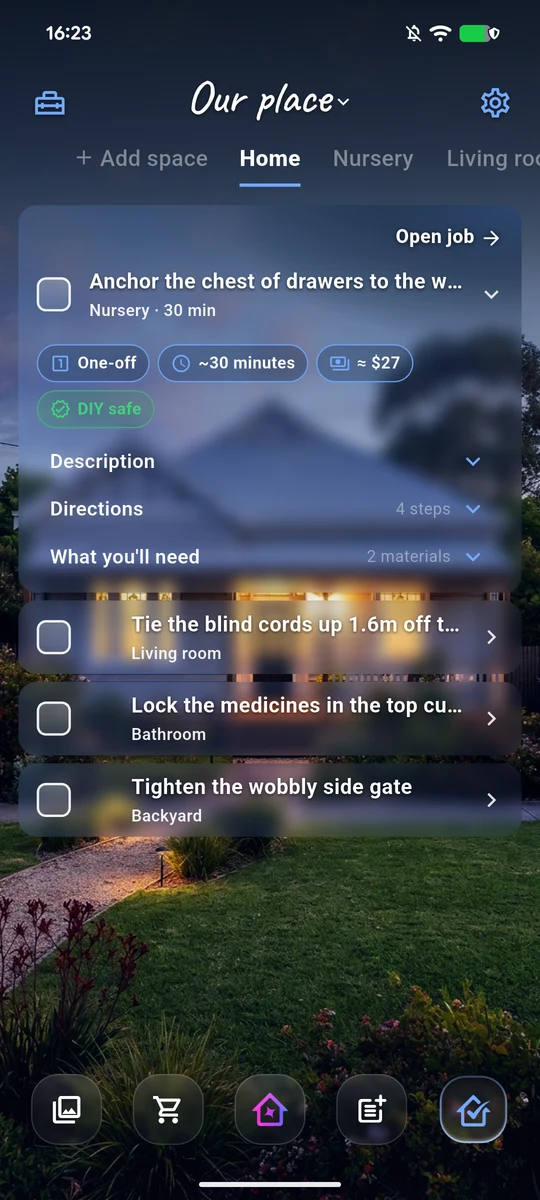 16:23
Our place
+ Add space Home Nursery Living roo
Open job →
Anchor the chest of drawers to the w...
Nursery · 30 min
1 One-off ~30 minutes ≈ $27
DIY safe
Description
Directions 4 steps
What you'll need 2 materials
Tie the blind cords up 1.6m off t...
Living room
Lock the medicines in the top cu...
Bathroom
Tighten the wobbly side gate
Backyard